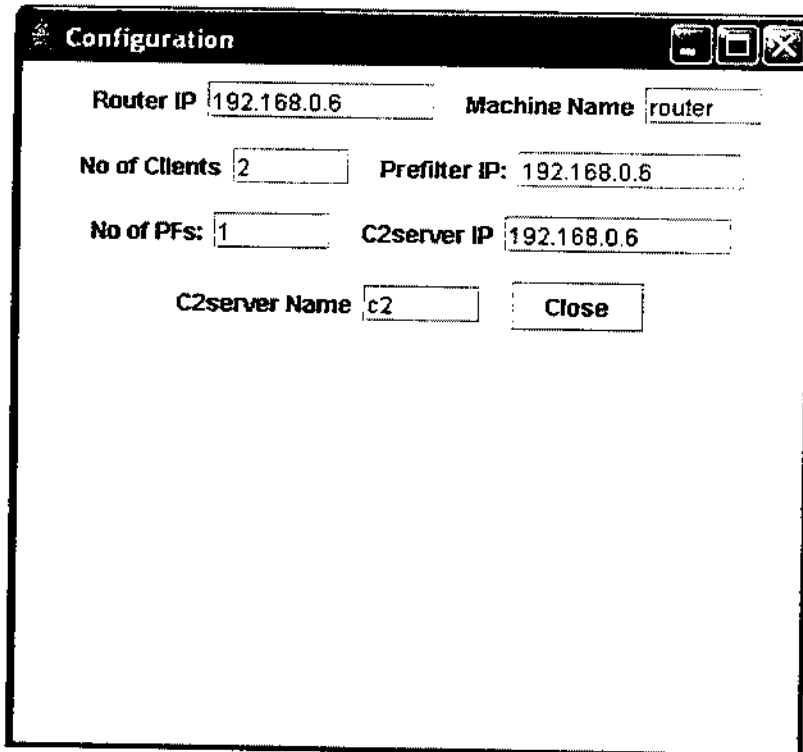 Configuration
Router IP 192.168.0.6 Machine Name router
No of Clients 2 Prefilter IP: 192.168.0.6
No of PFs: 1 C2server IP 192.168.0.6
C2server Name c2 Close